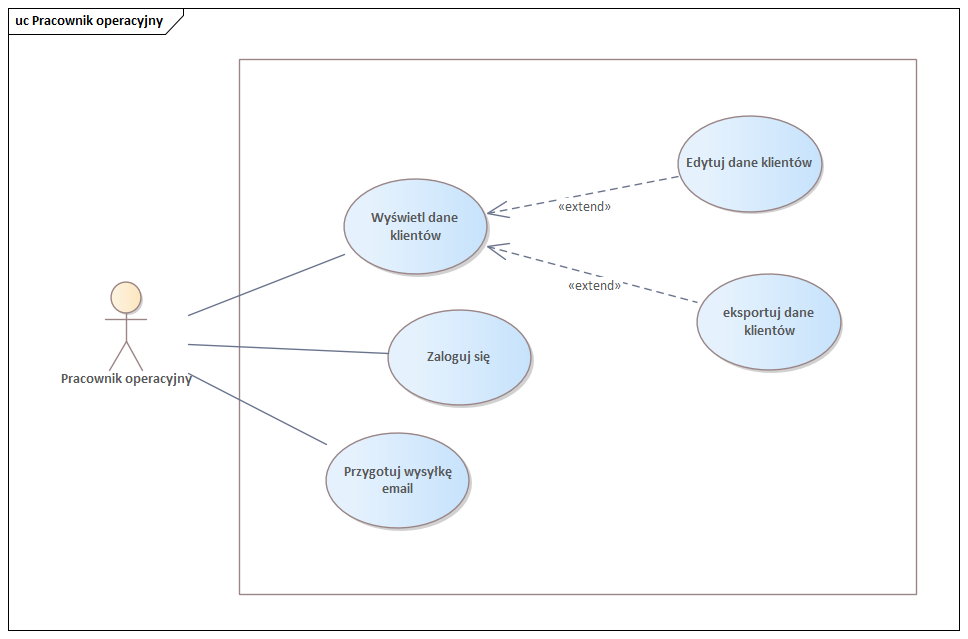 uc Pracownik operacyjny
Edytuj dane klientów
Wyświetl dane
klientów
«extend»
«extend»
eksportuj dane
klientów
Zaloguj się
Pracownik operacyjny
Przygotuj wysyłkę
email